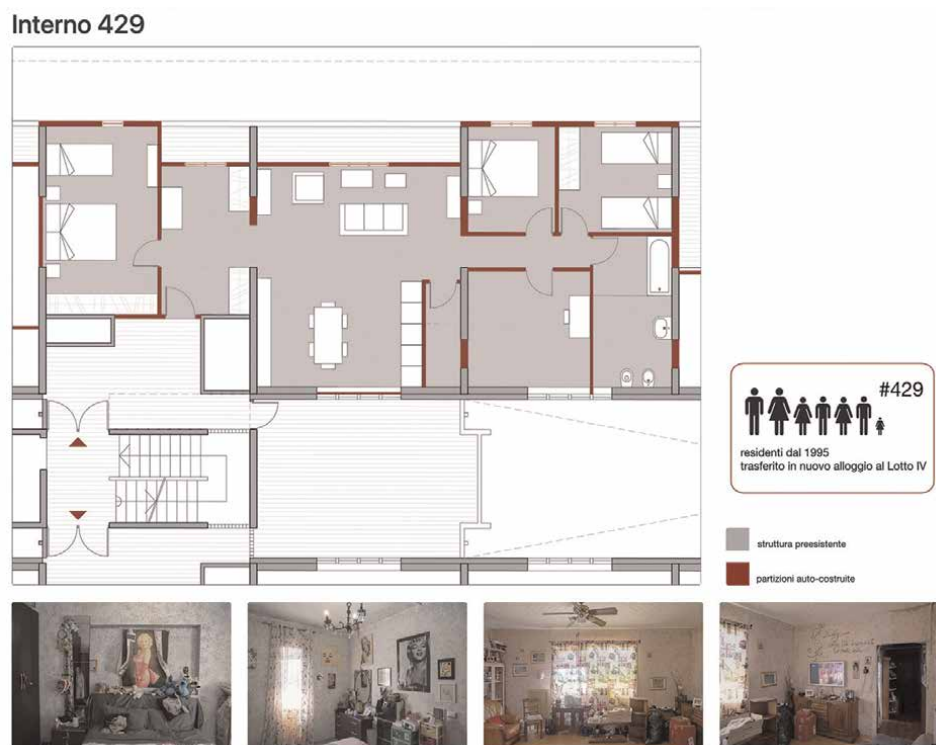 Interno 429
#429
residenti dal 1995
trasferito in nuovo alloggio al Lotto IV
struttura preesistente
partizioni auto-costruite